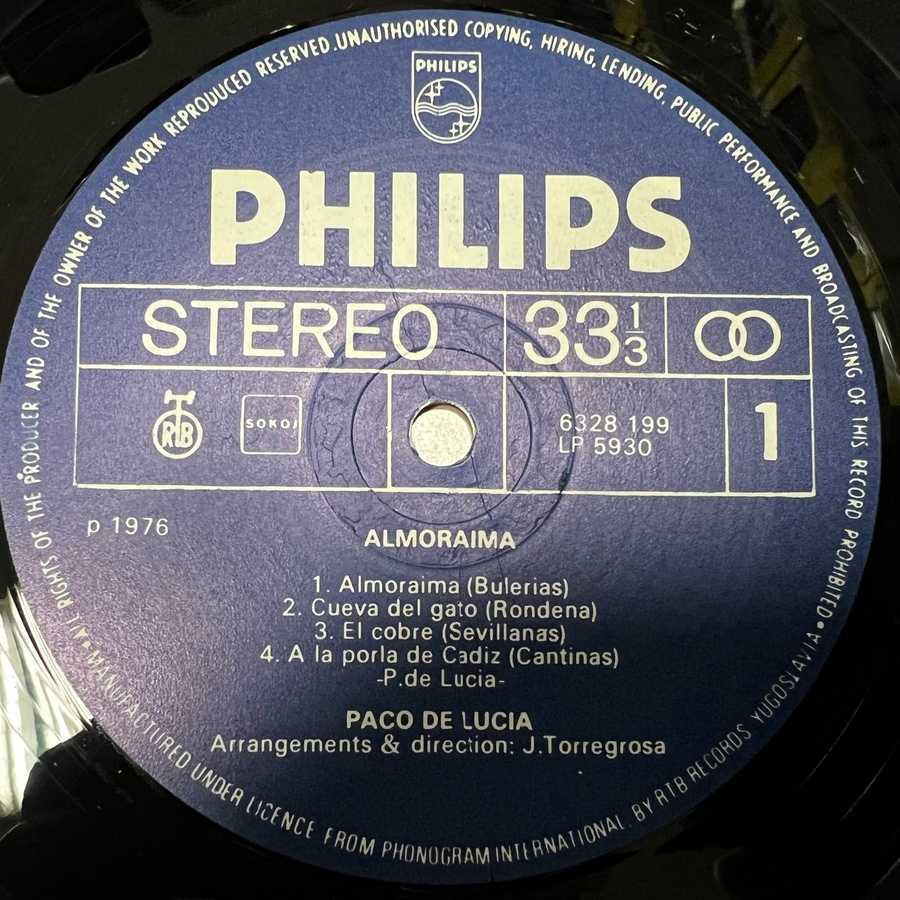 ALL RIGHTS OF THE PRODUCER AND OF THE OWNER OF THE WORK REPRODUCED RESERVED. UNAUTHORISED COPYING, HIRING, LENDING, PUBLIC PERFORMANCE AND BROADCASTING OF THIS RECORD PROHIBITED • MANUFACTURED UNDER LICENCE FROM PHONOGRAM INTERNATIONAL. BY RTB RECORDS YUGOSLAVIA •
PHILIPS
PHILIPS
STEREO 33 1/3
RTB SOKOJ 6328 199 1
LP 5930
p 1976
ALMORAIMA
1. Almoraima (Bulerias)
2. Cueva del gato (Rondena)
3. El cobre (Sevillanas)
4. A la porla de Cadiz (Cantinas)
-P.de Lucia-
PACO DE LUCIA
Arrangements & direction: J.Torregrosa